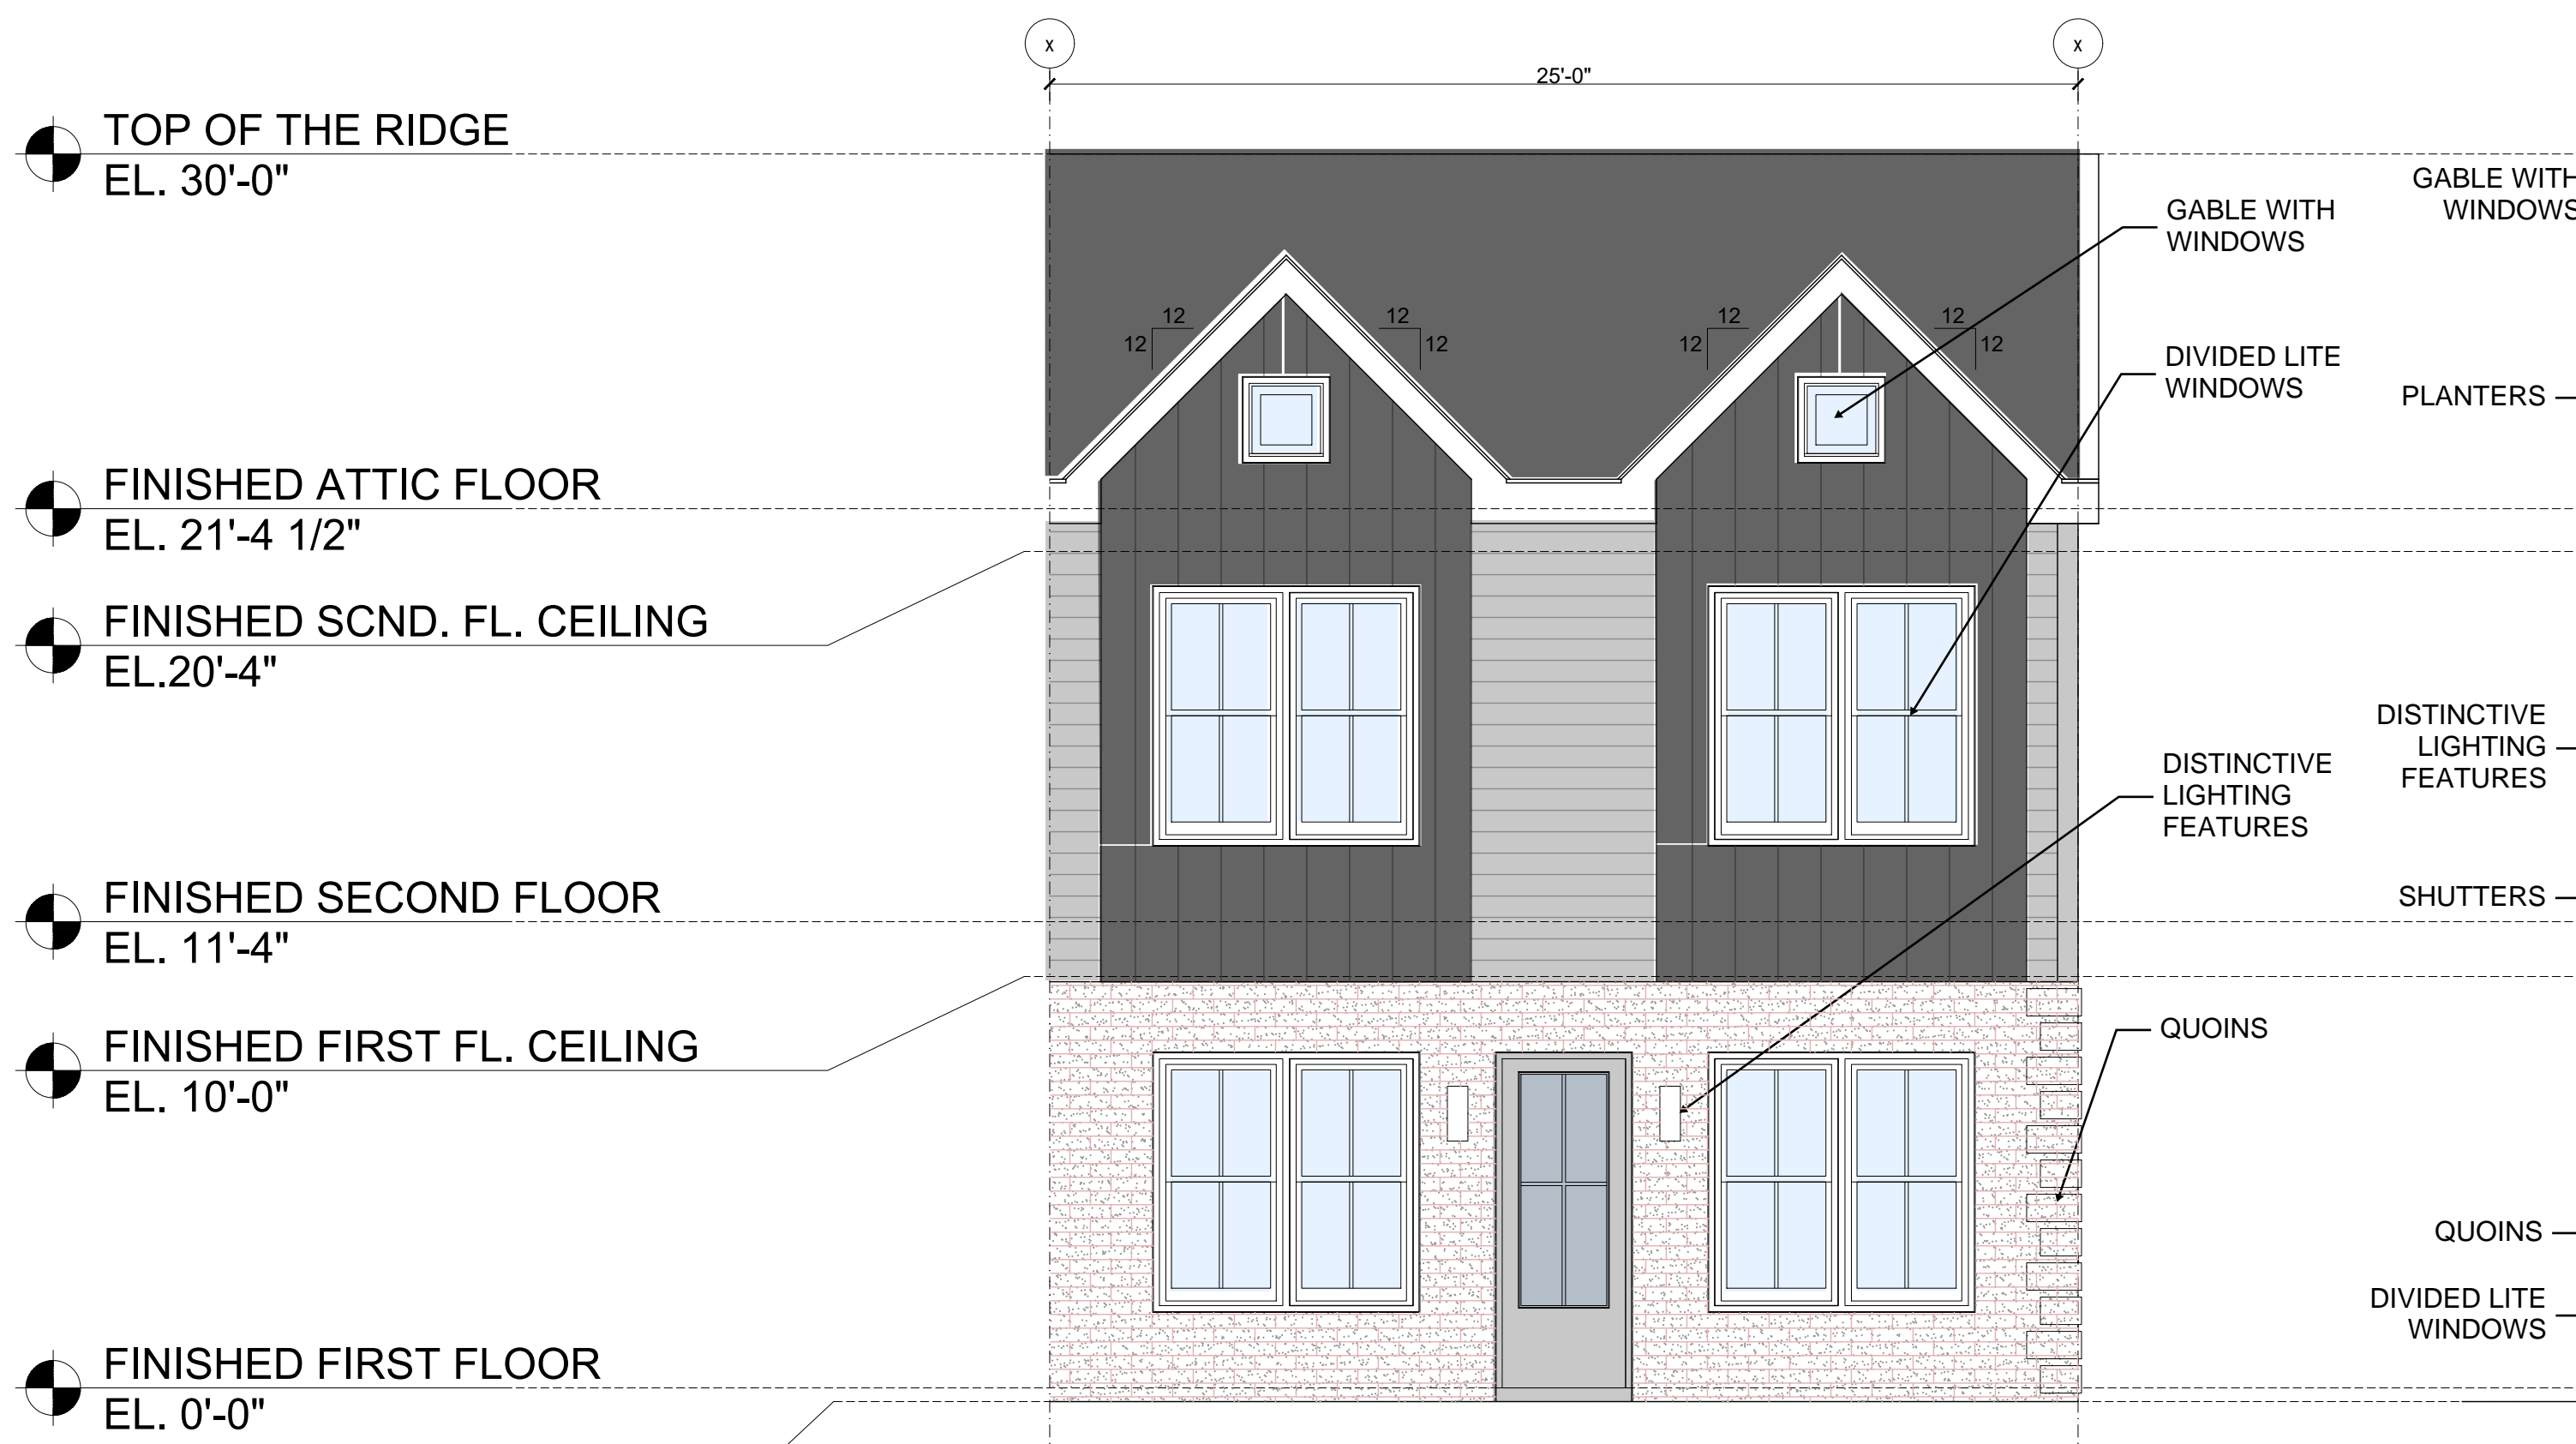 X
X
25'-0"
TOP OF THE RIDGE
EL. 30'-0"
GABLE WITH
WINDOWS
GABLE WITH
WINDOWS
12
12
12
12
12
12
12
12
DIVIDED LITE
WINDOWS
PLANTERS
FINISHED ATTIC FLOOR
EL. 21'-4 1/2"
FINISHED SCND. FL. CEILING
EL.20'-4"
DISTINCTIVE
LIGHTING
FEATURES
DISTINCTIVE
LIGHTING
FEATURES
FINISHED SECOND FLOOR
EL. 11'-4"
SHUTTERS
FINISHED FIRST FL. CEILING
EL. 10'-0"
QUOINS
QUOINS
DIVIDED LITE
WINDOWS
FINISHED FIRST FLOOR
EL. 0'-0"